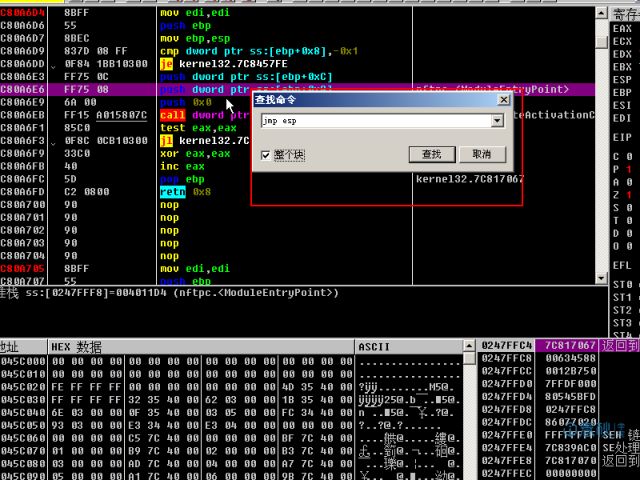 C80A6D4 8BFF mov edi,edi
C80A6D6 55 push ebp
C80A6D7 8BEC mov ebp,esp
C80A6D9 837D 08 FF cmp dword ptr ss:[ebp+0x8],-0x1
C80A6DD 0F84 1BB10300 je kernel32.7C8457FE
C80A6E3 FF75 0C push dword ptr ss:[ebp+0xC]
C80A6E6 FF75 08 push dword ptr ss:[ebp+0x8] nftpc.(ModuleEntryPoint>
C80A6E9 6A 00 push 0x0
C80A6EB FF15 A015807C call dword ptr
C80A6F1 85C0 test eax,eax
C80A6F3 0F8C 0CB10300 jl kernel32.7C
C80A6F9 33C0 xor eax,eax
C80A6FB 40 inc eax
C80A6FC 5D pop ebp kernel32.7C817067
C80A6FD C2 0800 retn 0x8
C80A700 90 nop
C80A701 90 nop
C80A702 90 nop
C80A703 90 nop
C80A704 90 nop
C80A705 8BFF mov edi,edi
C80A707 55 push ebp
查找命令
jmp esp
整个块
查找
取消
teActivationC
寄存
EAX
ECX
EDX
EBX
ESP
EBP
ESI
EDI
EIP
C 0
P 1
A 0
Z 1
S 0
T 0
D 0
O 0
EFL
ST0
ST1
ST2
ST3
ST4
堆栈 ss:[0247FFF8]=004011D4 (nftpc.<ModuleEntryPoint>)
地址 HEX 数据 ASCII
045C000 00 00 00 00 00 00 00 00 00 00 00 00 00 00 00 00
045C010 00 00 00 00 00 00 00 00 00 00 00 00 00 00 00 00
045C020 FE FF FF FF 00 00 00 00 00 00 00 00 4D 35 40 00
045C030 FF FF FF FF 32 35 40 00 62 03 00 00 1B 35 40 00
045C040 6E 03 00 00 0F 35 40 00 03 05 00 00 FC 34 40 00
045C050 93 03 00 00 E3 34 40 00 E3 04 00 00 00 00 00 00
045C060 00 00 00 00 C5 7C 40 00 00 00 00 00 BF 7C 40 00
045C070 01 00 00 00 B9 7C 40 00 02 00 00 00 B3 7C 40 00
045C080 03 00 00 00 AD 7C 40 00 04 00 00 00 A7 7C 40 00
045C090 05 00 00 00 A1 7C 40 00 06 00 00 00 9B 7C 40 00
0247FFC4 7C817067 返回到
0247FFC8 00634588
0247FFCC 0012B750
0247FFD0 7FFDF000
0247FFD4 80545BFD
0247FFD8 0247FFC8
0247FFDC 86077020
0247FFE0 FFFFFFFF SEH 链
0247FFE4 7C839AC0 SE处理
0247FFE8 7C817070 返回到
0247FFEC 00000000